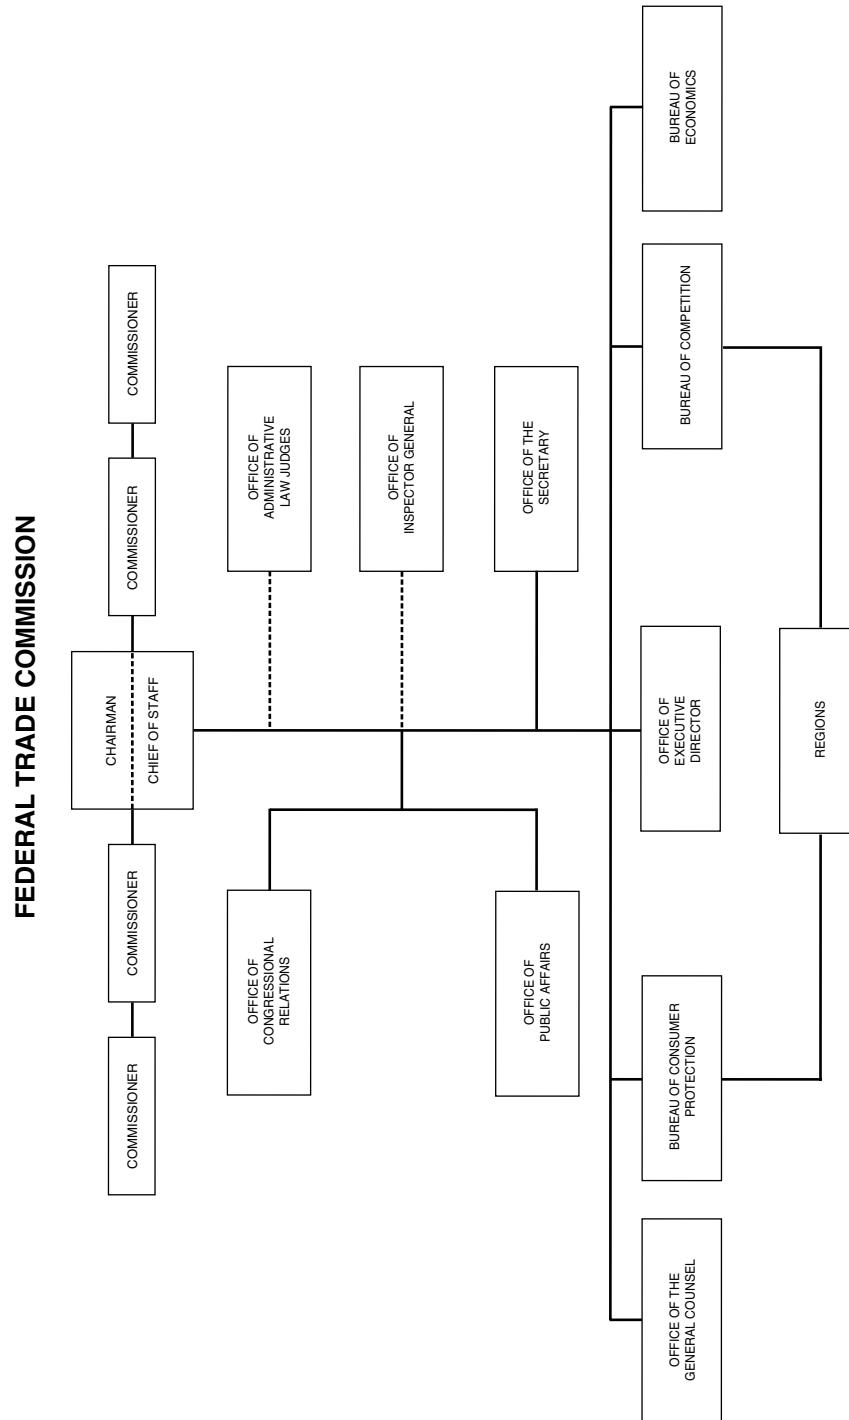 FEDERAL TRADE COMMISSION
COMMISSIONER
COMMISSIONER
CHAIRMAN
CHIEF OF STAFF
COMMISSIONER
COMMISSIONER
OFFICE OF
CONGRESSIONAL
RELATIONS
OFFICE OF
ADMINISTRATIVE
LAW JUDGES
OFFICE OF
INSPECTOR GENERAL
OFFICE OF
PUBLIC AFFAIRS
OFFICE OF THE
SECRETARY
OFFICE OF THE
GENERAL COUNSEL
BUREAU OF CONSUMER
PROTECTION
OFFICE OF
EXECUTIVE
DIRECTOR
BUREAU OF COMPETITION
BUREAU OF
ECONOMICS
REGIONS